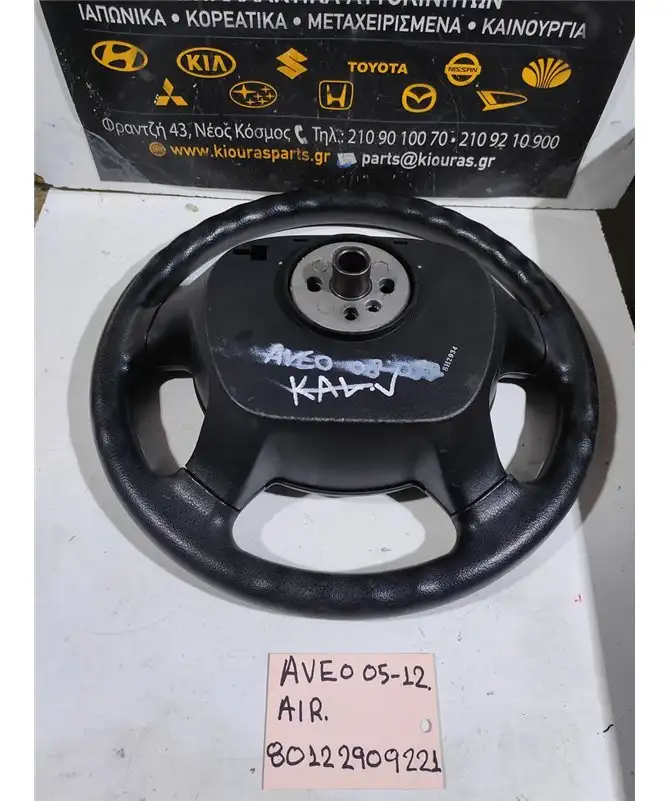 ΙΑΠΩΝΙΚΑ • ΚΟΡΕΑΤΙΚΑ • ΜΕΤΑΧΕΙΡΙΣΜΕΝΑ • ΚΑΙΝΟΥΡΓΙΑ
KIA
TOYOTA
NISSAN
Φραντζή 43, Νέος Κόσμος Τηλ: 210 90 100 70 • 210 92 10 900
www.kiourasparts.gr parts@kiouras.gr
AVEO 08
AVEO 05-12.
AIR.
80122909221